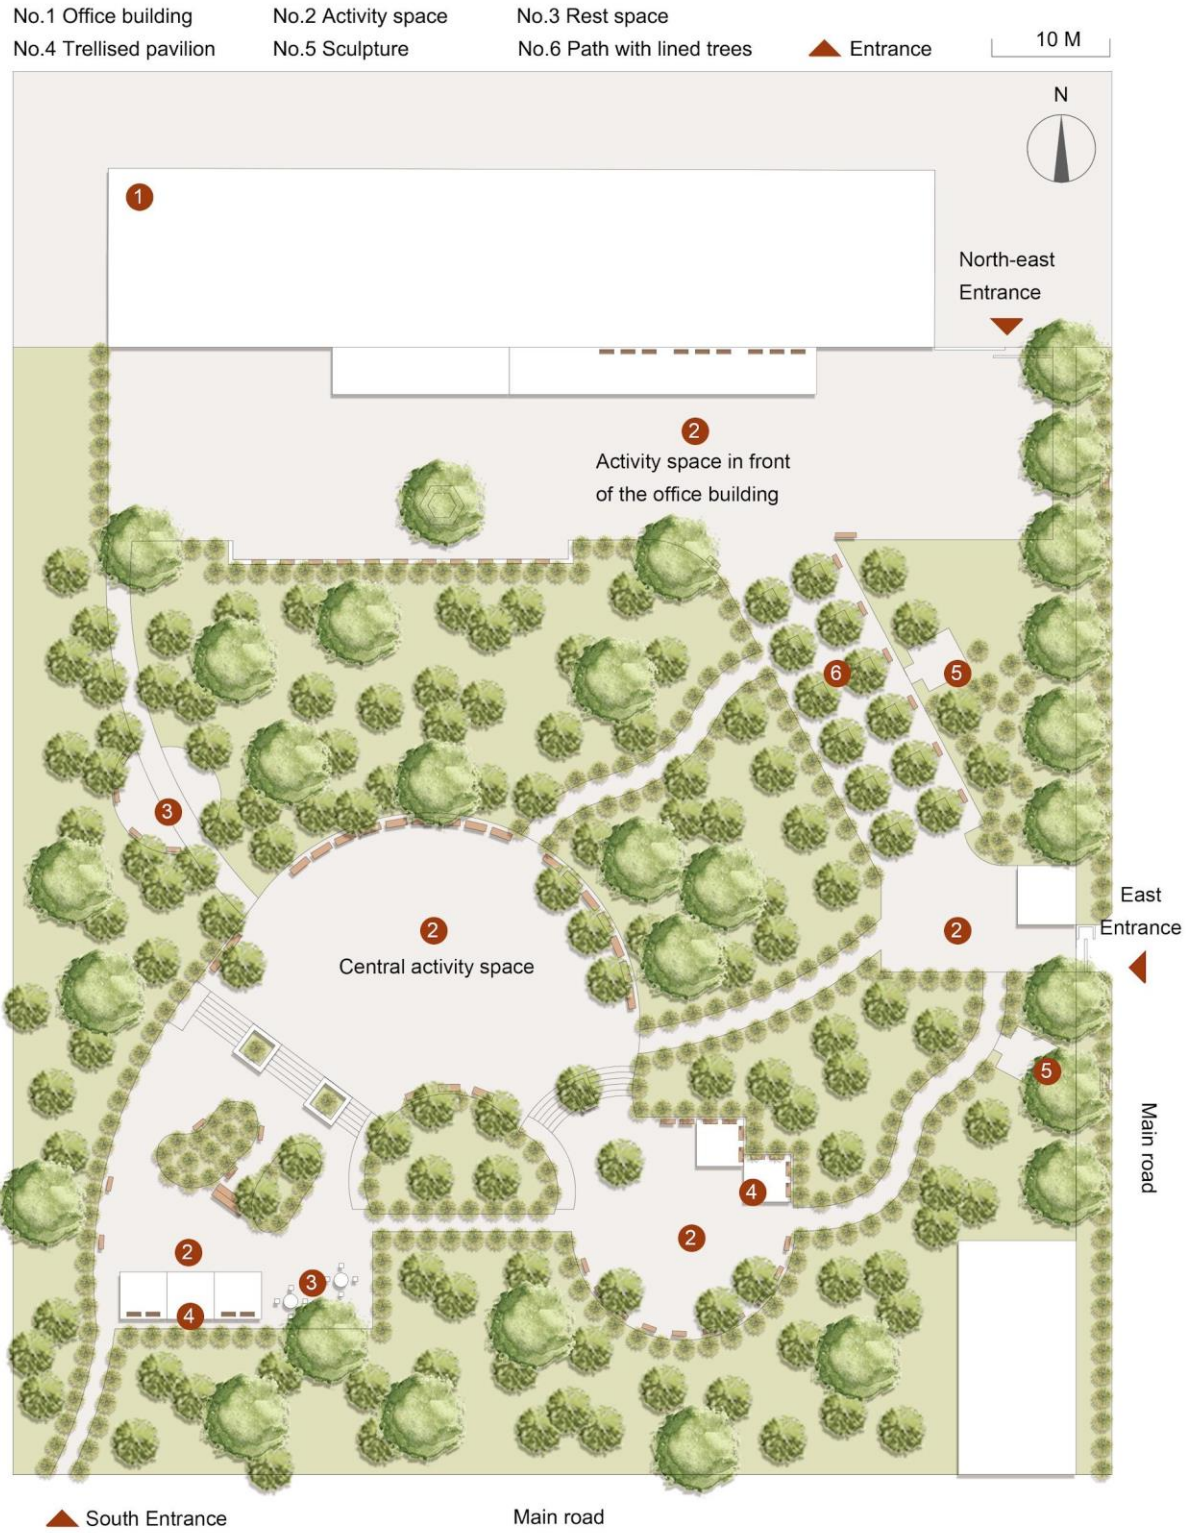 No.1 Office building No.2 Activity space No.3 Rest space
No.4 Trellised pavilion No.5 Sculpture No.6 Path with lined trees Entrance 10 M
N
1
North-east
Entrance
2
Activity space in front
of the office building
6 5
3
East
Entrance
2
Central activity space
2
5
Main road
4
2
2
3
4
South Entrance Main road